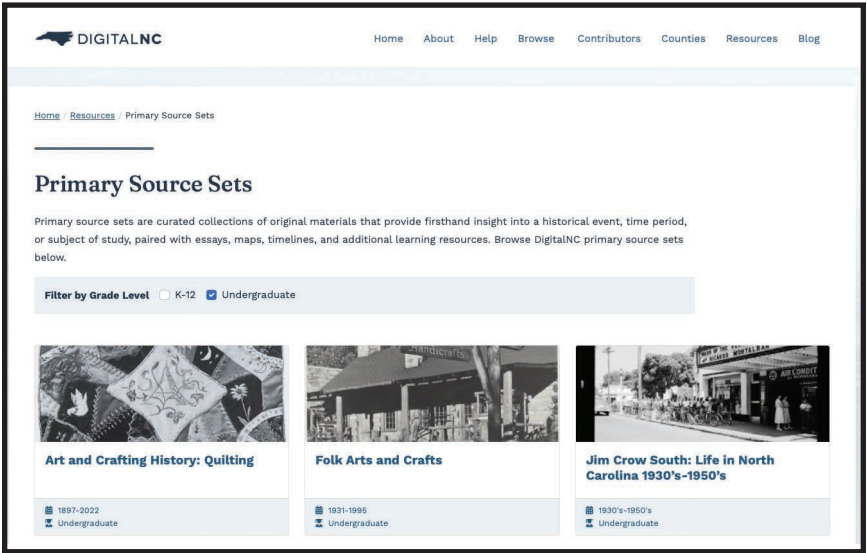 DIGITALNC
Home About Help Browse Contributors Counties Resources Blog
Home / Resources / Primary Source Sets
Primary Source Sets
Primary source sets are curated collections of original materials that provide firsthand insight into a historical event, time period,
or subject of study, paired with essays, maps, timelines, and additional learning resources. Browse DigitalNC primary source sets
below.
Filter by Grade Level K-12 Undergraduate
Handicrafts
RICARDO MONTALBAN
AIR CONDIT
Art and Crafting History: Quilting
1897-2022
Undergraduate
Folk Arts and Crafts
1931-1995
Undergraduate
Jim Crow South: Life in North
Carolina 1930's-1950's
1930's-1950's
Undergraduate